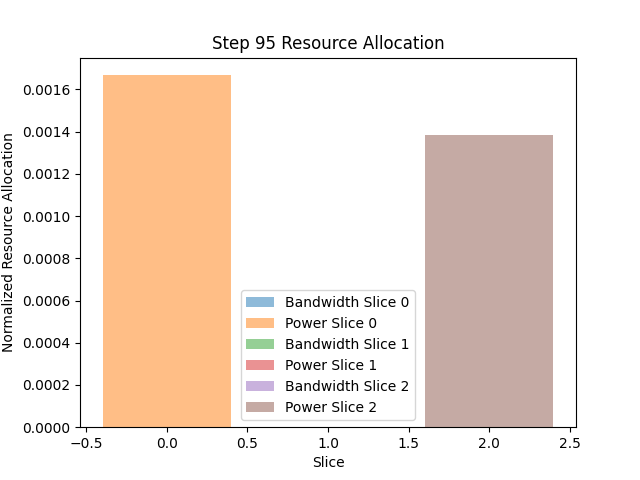 Step 95 Resource Allocation
Normalized Resource Allocation
0.0016
0.0014
0.0012
0.0010
0.0008
0.0006
0.0004
0.0002
0.0000
Bandwidth Slice 0
Power Slice 0
Bandwidth Slice 1
Power Slice 1
Bandwidth Slice 2
Power Slice 2
−0.5 0.0 0.5 1.0 1.5 2.0 2.5
Slice